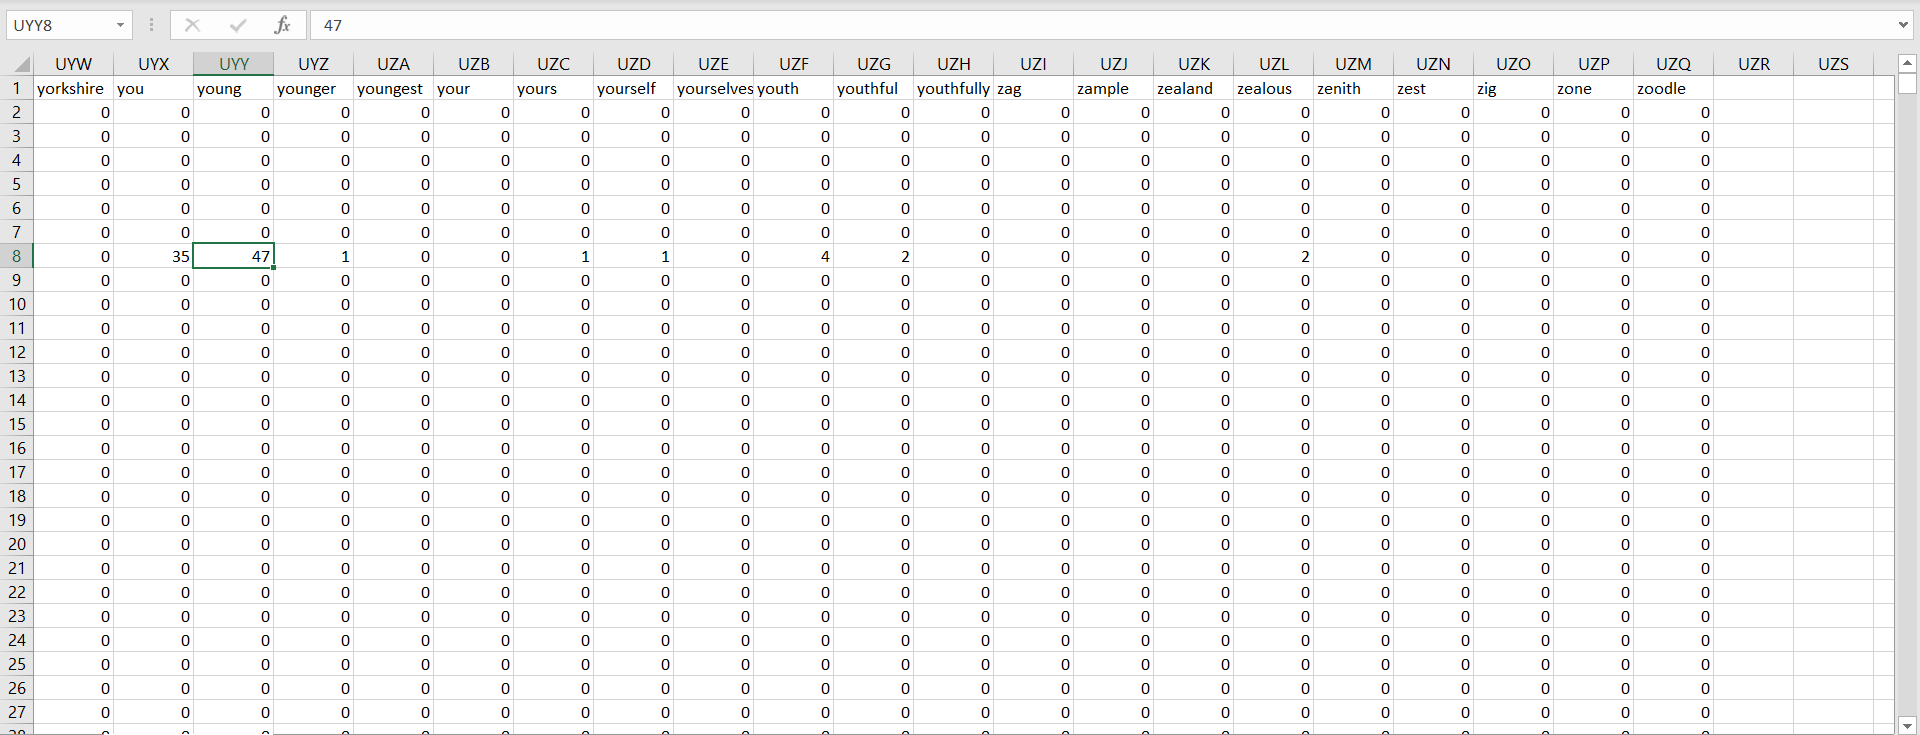 UYY8 fx 47
UYW UYX UYY UYZ UZA UZB UZC UZD UZE UZF UZG UZH UZI UZJ UZK UZL UZM UZN UZO UZP UZQ UZR UZS
1 yorkshire you young younger youngest your yours yourself yourselves youth youthful youthfully zag zample zealand zealous zenith zest zig zone zoodle
2 0 0 0 0 0 0 0 0 0 0 0 0 0 0 0 0 0 0 0 0 0
3 0 0 0 0 0 0 0 0 0 0 0 0 0 0 0 0 0 0 0 0 0
4 0 0 0 0 0 0 0 0 0 0 0 0 0 0 0 0 0 0 0 0 0
5 0 0 0 0 0 0 0 0 0 0 0 0 0 0 0 0 0 0 0 0 0
6 0 0 0 0 0 0 0 0 0 0 0 0 0 0 0 0 0 0 0 0 0
7 0 0 0 0 0 0 0 0 0 0 0 0 0 0 0 0 0 0 0 0 0
8 0 35 47 1 0 0 1 1 0 4 2 0 0 0 0 2 0 0 0 0 0
9 0 0 0 0 0 0 0 0 0 0 0 0 0 0 0 0 0 0 0 0 0
10 0 0 0 0 0 0 0 0 0 0 0 0 0 0 0 0 0 0 0 0 0
11 0 0 0 0 0 0 0 0 0 0 0 0 0 0 0 0 0 0 0 0 0
12 0 0 0 0 0 0 0 0 0 0 0 0 0 0 0 0 0 0 0 0 0
13 0 0 0 0 0 0 0 0 0 0 0 0 0 0 0 0 0 0 0 0 0
14 0 0 0 0 0 0 0 0 0 0 0 0 0 0 0 0 0 0 0 0 0
15 0 0 0 0 0 0 0 0 0 0 0 0 0 0 0 0 0 0 0 0 0
16 0 0 0 0 0 0 0 0 0 0 0 0 0 0 0 0 0 0 0 0 0
17 0 0 0 0 0 0 0 0 0 0 0 0 0 0 0 0 0 0 0 0 0
18 0 0 0 0 0 0 0 0 0 0 0 0 0 0 0 0 0 0 0 0 0
19 0 0 0 0 0 0 0 0 0 0 0 0 0 0 0 0 0 0 0 0 0
20 0 0 0 0 0 0 0 0 0 0 0 0 0 0 0 0 0 0 0 0 0
21 0 0 0 0 0 0 0 0 0 0 0 0 0 0 0 0 0 0 0 0 0
22 0 0 0 0 0 0 0 0 0 0 0 0 0 0 0 0 0 0 0 0 0
23 0 0 0 0 0 0 0 0 0 0 0 0 0 0 0 0 0 0 0 0 0
24 0 0 0 0 0 0 0 0 0 0 0 0 0 0 0 0 0 0 0 0 0
25 0 0 0 0 0 0 0 0 0 0 0 0 0 0 0 0 0 0 0 0 0
26 0 0 0 0 0 0 0 0 0 0 0 0 0 0 0 0 0 0 0 0 0
27 0 0 0 0 0 0 0 0 0 0 0 0 0 0 0 0 0 0 0 0 0